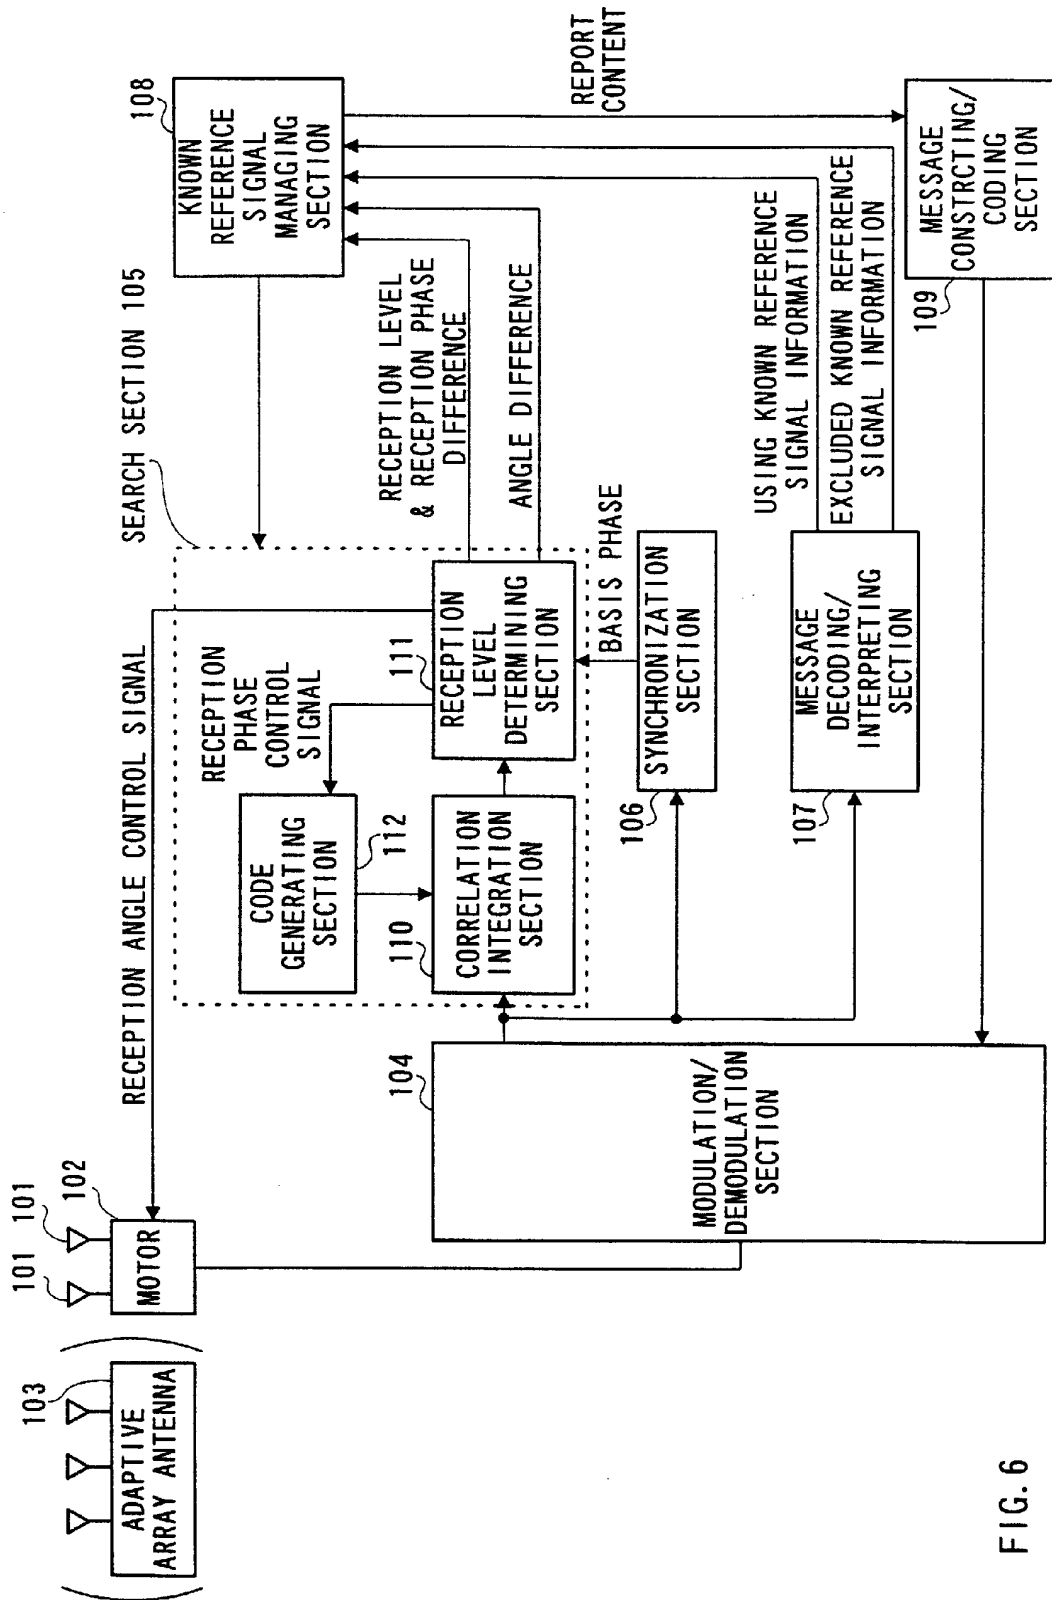 101
101
102
MOTOR
103
ADAPTIVE
ARRAY ANTENNA
RECEPTION ANGLE CONTROL SIGNAL
SEARCH SECTION 105
108
KNOWN
REFERENCE
SIGNAL
MANAGING
SECTION
RECEPTION
PHASE
CONTROL
SIGNAL
CODE
GENERATING
SECTION
112
110
CORRELATION
INTEGRATION
SECTION
111
RECEPTION
LEVEL
DETERMINING
SECTION
RECEPTION LEVEL
& RECEPTION PHASE
DIFFERENCE
ANGLE DIFFERENCE
REPORT
CONTENT
104
MODULATION/
DEMODULATION
SECTION
BASIS PHASE
106
SYNCHRONIZATION
SECTION
107
MESSAGE
DECODING/
INTERPRETING
SECTION
USING KNOWN REFERENCE
SIGNAL INFORMATION
EXCLUDED KNOWN REFERENCE
SIGNAL INFORMATION
109
MESSAGE
CONSTRCTING/
CODING
SECTION
FIG. 6